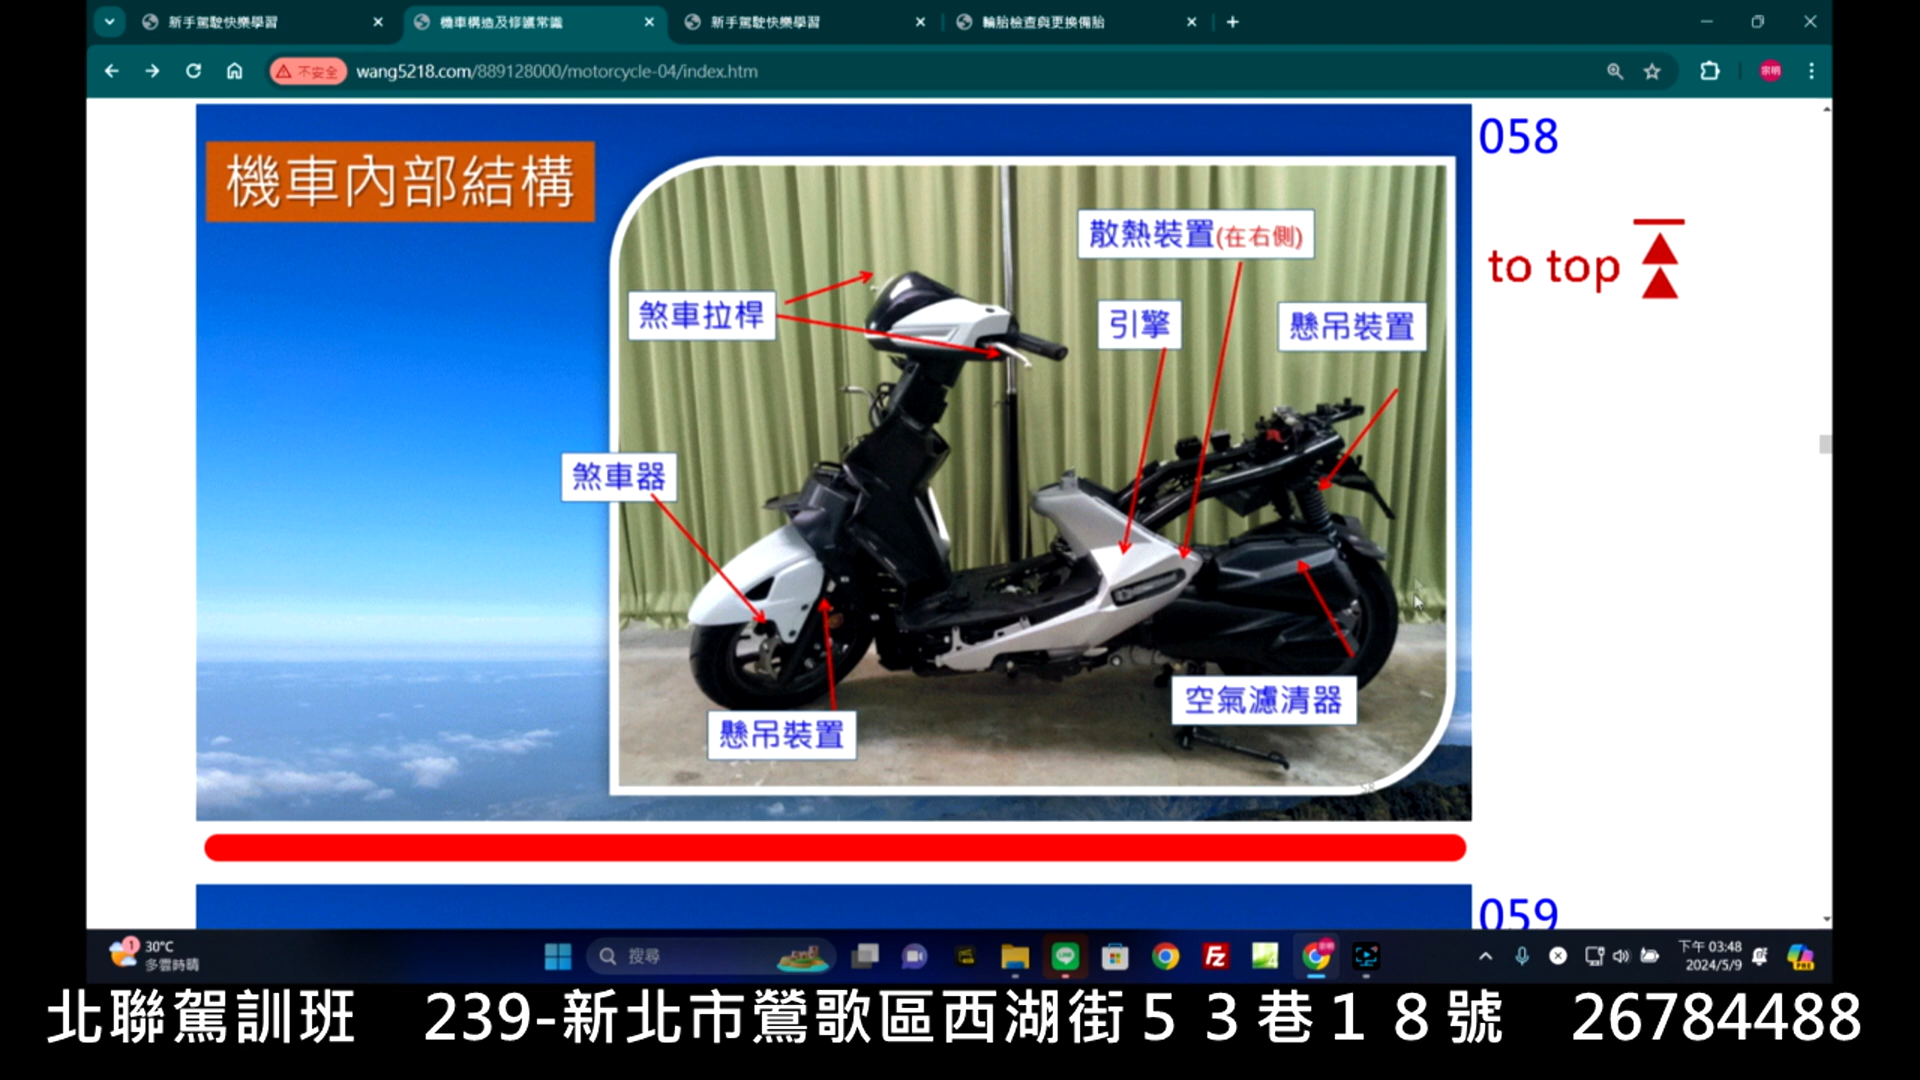 新手駕駛快樂學習
機車構造及修護常識
新手駕駛快樂學習
輪胎檢查與更換備胎
不安全
wang5218.com/889128000/motorcycle-04/index.htm
宗明
058
to top
機車內部結構
散熱裝置(在右側)
煞車拉桿
引擎
懸吊裝置
煞車器
空氣濾清器
懸吊裝置
58
059
1
30°C
多雲時晴
搜尋
下午 03:48
2024/5/9
北聯駕訓班 239-新北市鶯歌區西湖街５３巷１８號 26784488